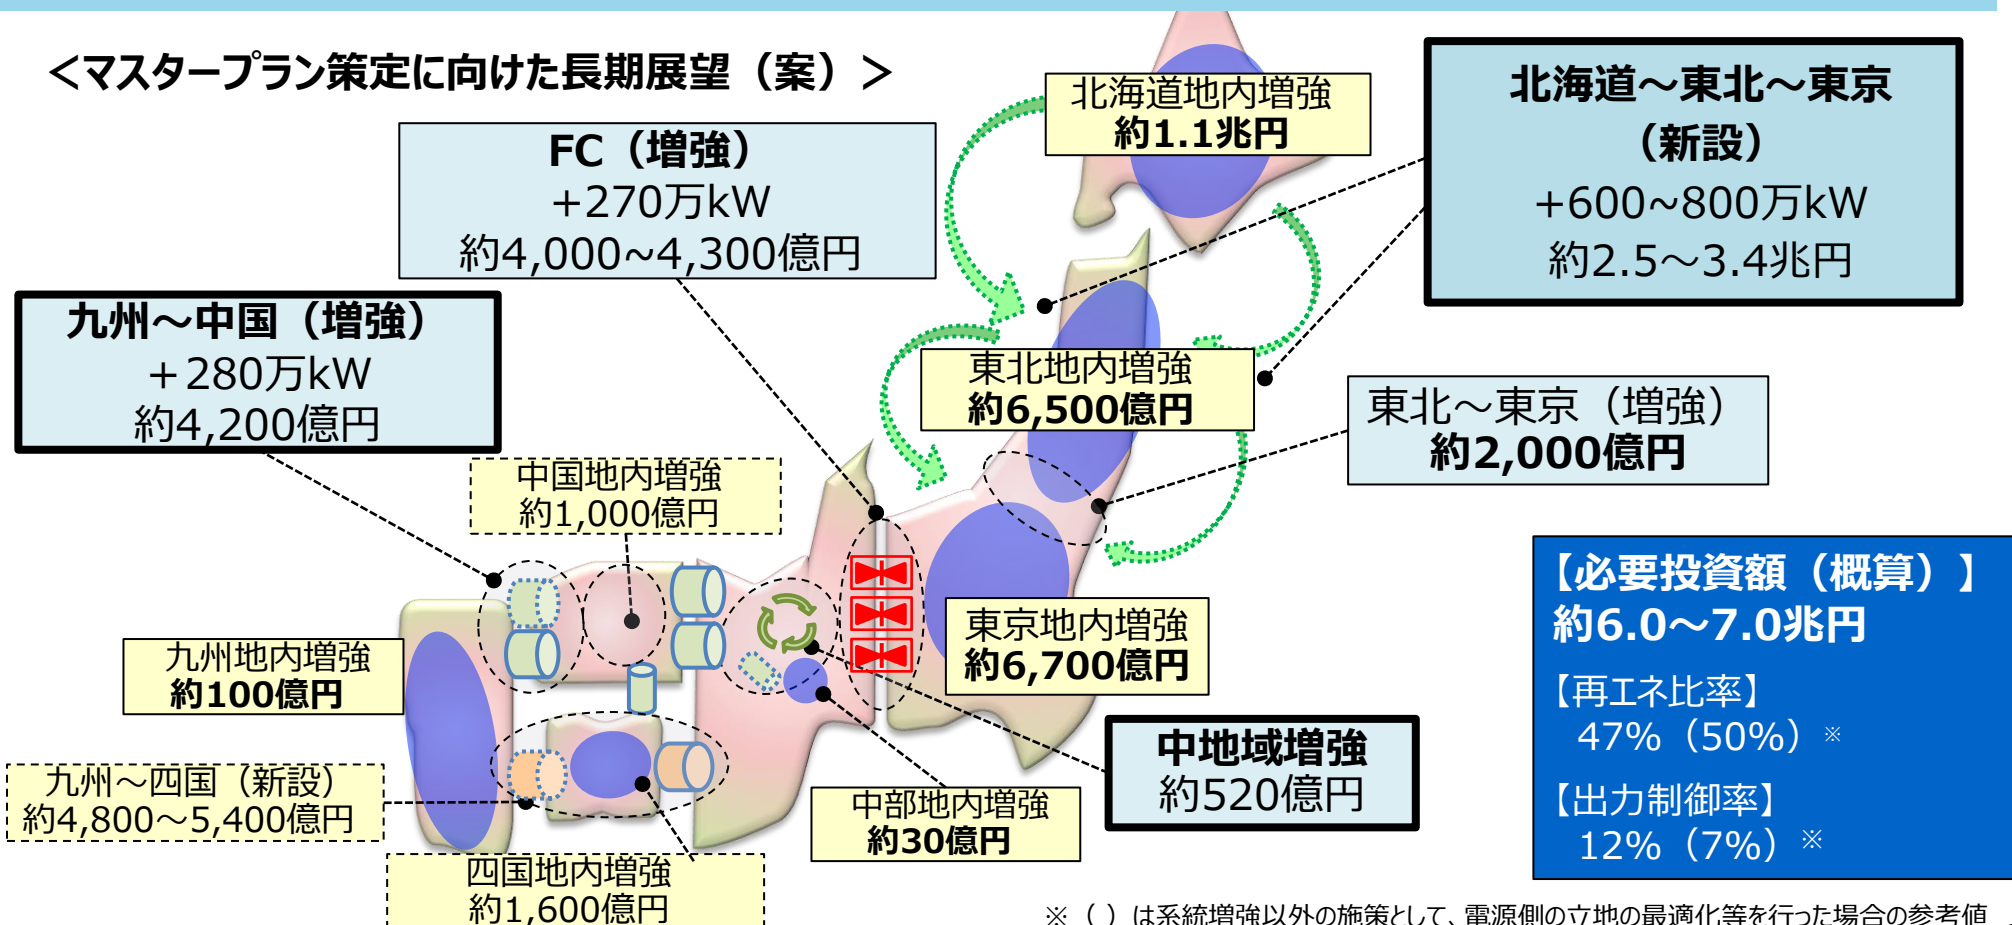 ＜マスタープラン策定に向けた長期展望（案）＞
北海道地内増強
約1.1兆円
北海道～東北～東京
（新設）
+600~800万kW
約2.5～3.4兆円
FC（増強）
+270万kW
約4,000~4,300億円
九州～中国（増強）
＋280万kW
約4,200億円
東北地内増強
約6,500億円
東北～東京（増強）
約2,000億円
中国地内増強
約1,000億円
【必要投資額（概算）】
約6.0～7.0兆円
【再エネ比率】
47%（50%）※
【出力制御率】
12%（7%）※
東京地内増強
約6,700億円
九州地内増強
約100億円
中地域増強
約520億円
九州～四国（新設）
約4,800～5,400億円
中部地内増強
約30億円
四国地内増強
約1,600億円
※（ ）は系統増強以外の施策として、電源側の立地の最適化等を行った場合の参考値